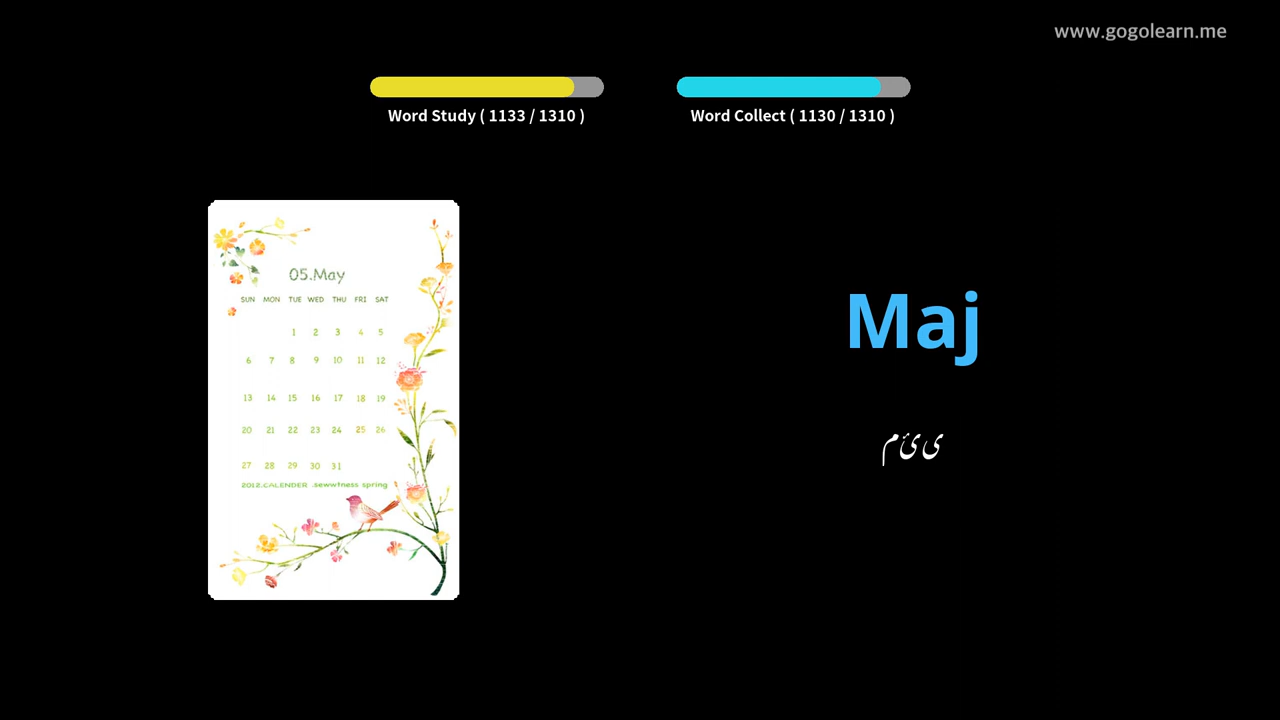 www.gogolearn.me
Word Study ( 1133 / 1310 )
Word Collect ( 1130 / 1310 )
05.May
SUN MON TUE WED THU FRI SAT
1 2 3 4 5
6 7 8 9 10 11 12
13 14 15 16 17 18 19
20 21 22 23 24 25 26
27 28 29 30 31
2012.CALENDER .sewwtness spring
Maj
ی ئ م